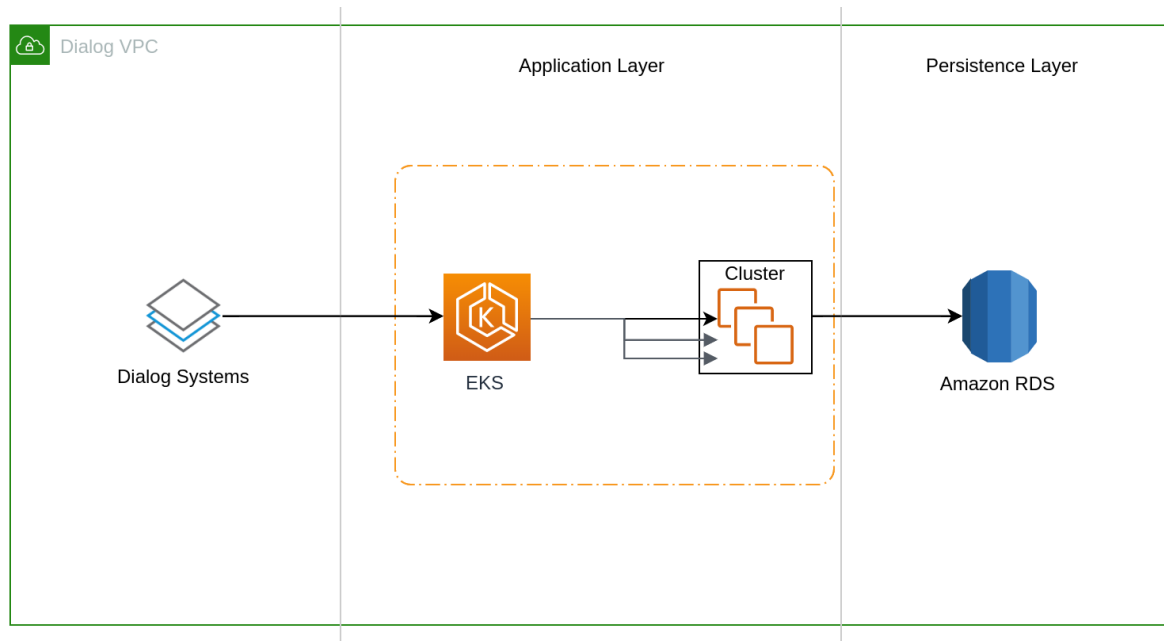 Dialog VPC
Application Layer
Persistence Layer
Cluster
Dialog Systems
EKS
Amazon RDS